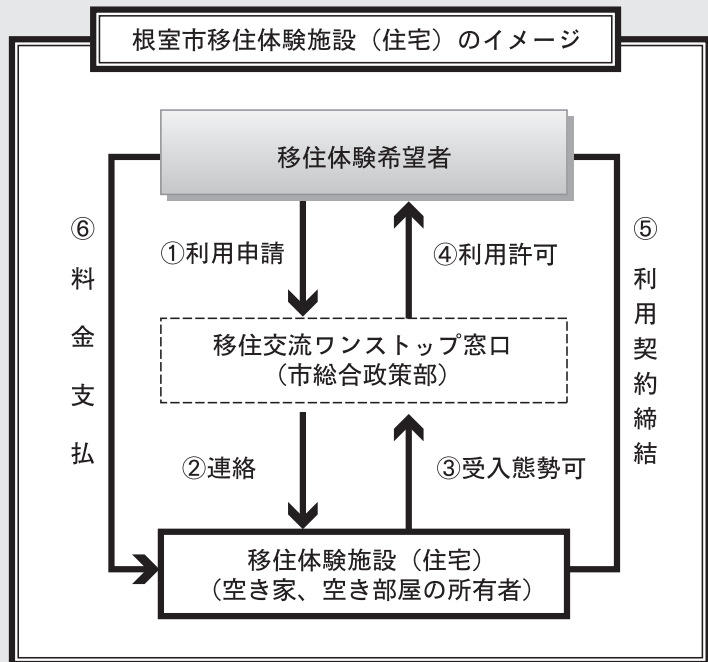 根室市移住体験施設（住宅）のイメージ
移住体験希望者
①利用申請
④利用許可
⑥料金支払
⑤利用契約締結
移住交流ワンストップ窓口
（市総合政策部）
②連絡
③受入態勢可
移住体験施設（住宅）
（空き家、空き部屋の所有者）